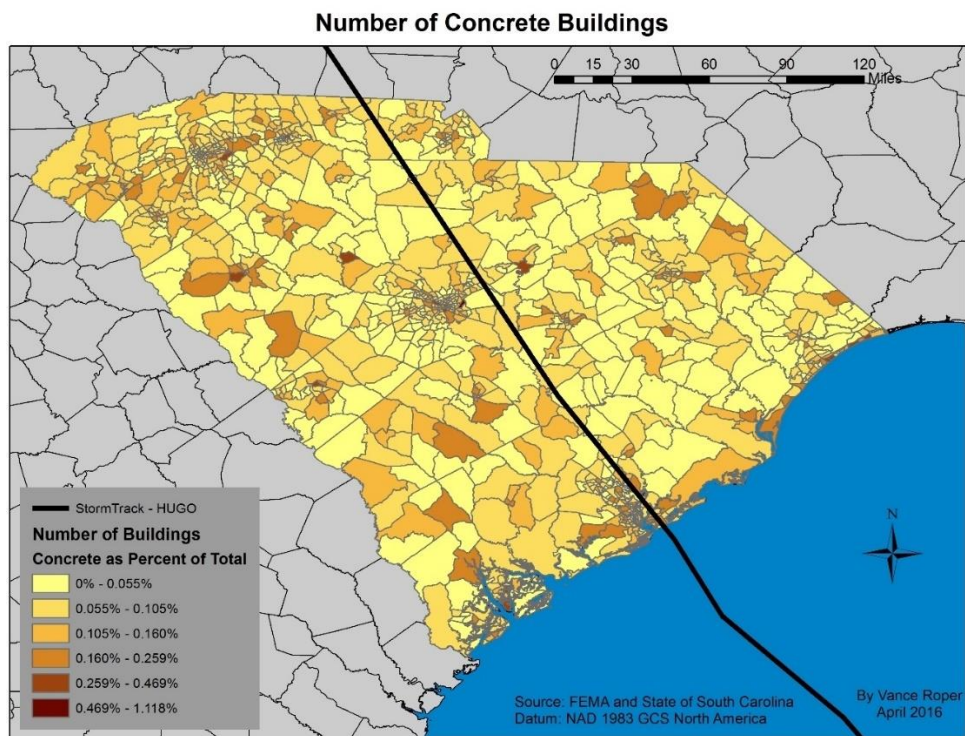 Number of Concrete Buildings
0 15 30 60 90 120
Miles
StormTrack - HUGO
Number of Buildings
Concrete as Percent of Total
0% - 0.055%
0.055% - 0.105%
0.105% - 0.160%
0.160% - 0.259%
0.259% - 0.469%
0.469% - 1.118%
N
Source: FEMA and State of South Carolina
Datum: NAD 1983 GCS North America
By Vance Roper
April 2016